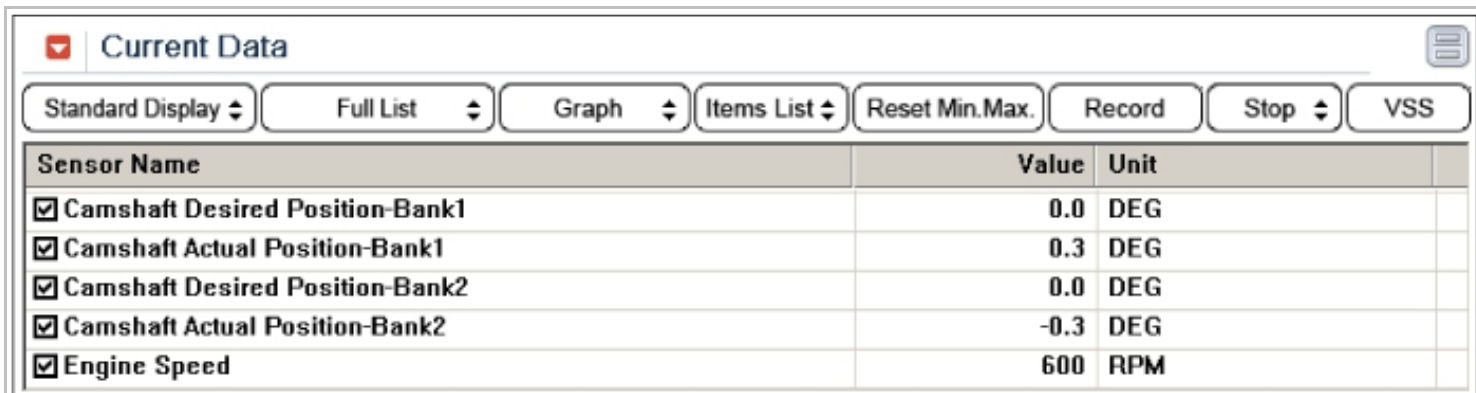 Current Data
Standard Display Full List Graph Items List Reset Min.Max. Record Stop VSS
Sensor Name Value Unit
Camshaft Desired Position-Bank1 0.0 DEG
Camshaft Actual Position-Bank1 0.3 DEG
Camshaft Desired Position-Bank2 0.0 DEG
Camshaft Actual Position-Bank2 -0.3 DEG
Engine Speed 600 RPM